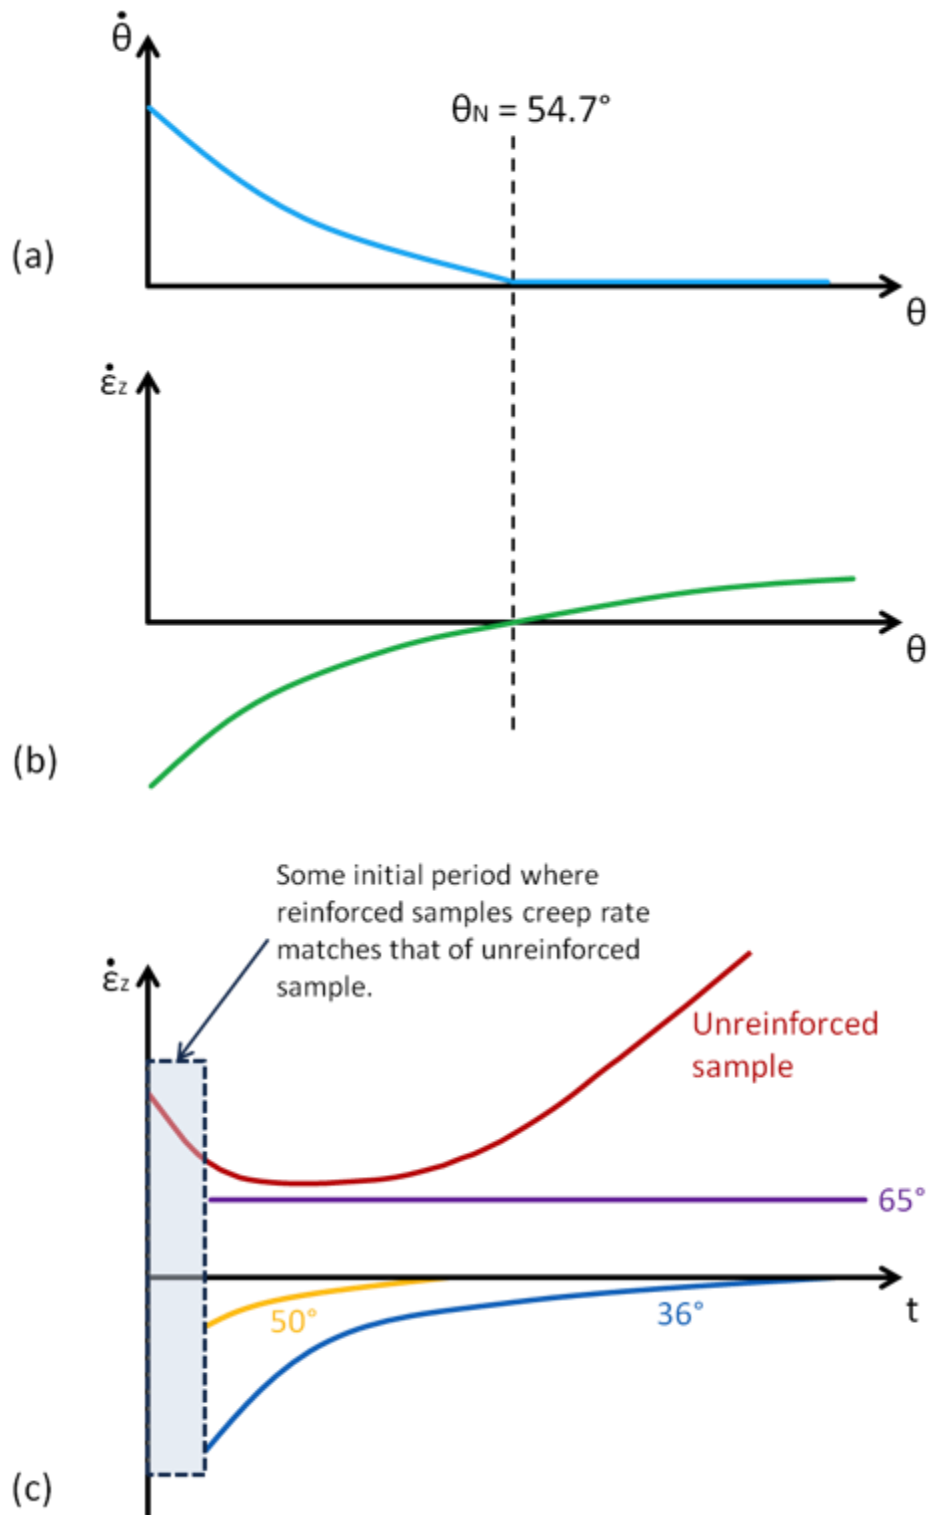 θ̇
θN = 54.7°
(a)
θ
ε̇z
θ
(b)
Some initial period where
reinforced samples creep rate
matches that of unreinforced
sample.
ε̇z
Unreinforced
sample
65°
50°
36°
t
(c)